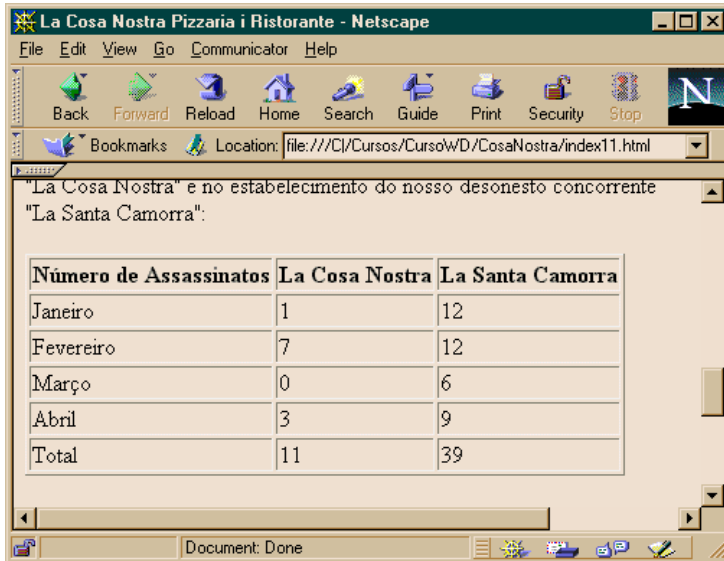 La Cosa Nostra Pizzaria i Ristorante - Netscape
File Edit View Go Communicator Help
Back Forward Reload Home Search Guide Print Security Stop
N
Bookmarks Location: file:///C|/Cursos/CursoWD/CosaNostra/index11.html
"La Cosa Nostra" e no estabelecimento do nosso desonesto concorrente
"La Santa Camorra":
Número de Assassinatos La Cosa Nostra La Santa Camorra
Janeiro 1 12
Fevereiro 7 12
Março 0 6
Abril 3 9
Total 11 39
Document: Done